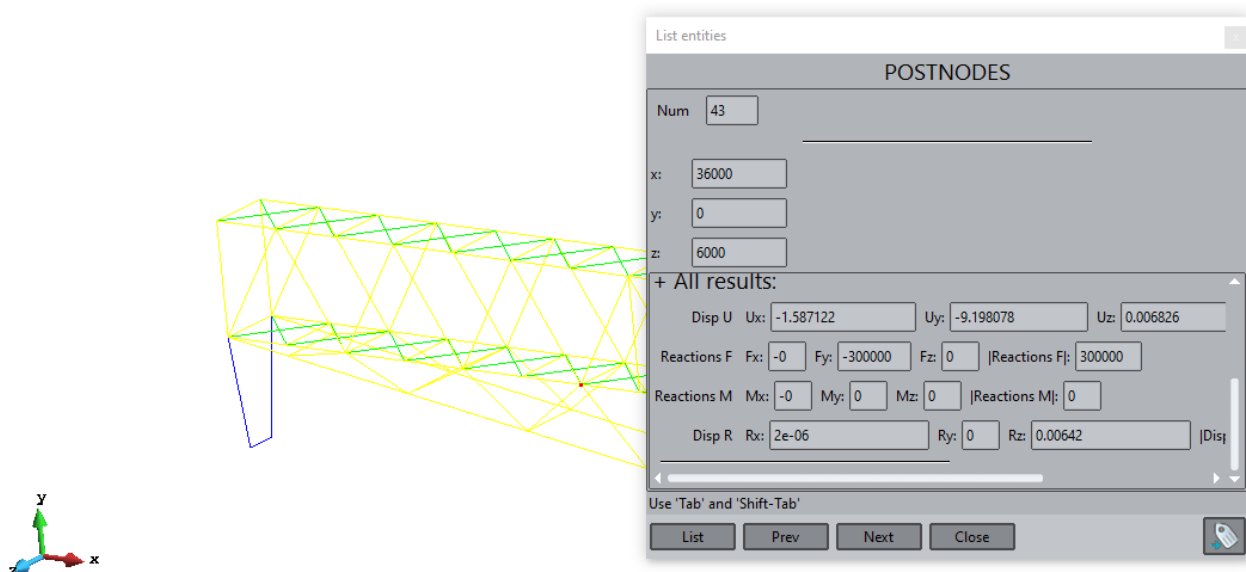 List entities
x
POSTNODES
Num 43
x: 36000
y: 0
z: 6000
+ All results:
Disp U Ux: -1.587122 Uy: -9.198078 Uz: 0.006826
Reactions F Fx: -0 Fy: -300000 Fz: 0 |Reactions F|: 300000
Reactions M Mx: -0 My: 0 Mz: 0 |Reactions M|: 0
Disp R Rx: 2e-06 Ry: 0 Rz: 0.00642 |Disp
Use 'Tab' and 'Shift-Tab'
List Prev Next Close
y
x
z